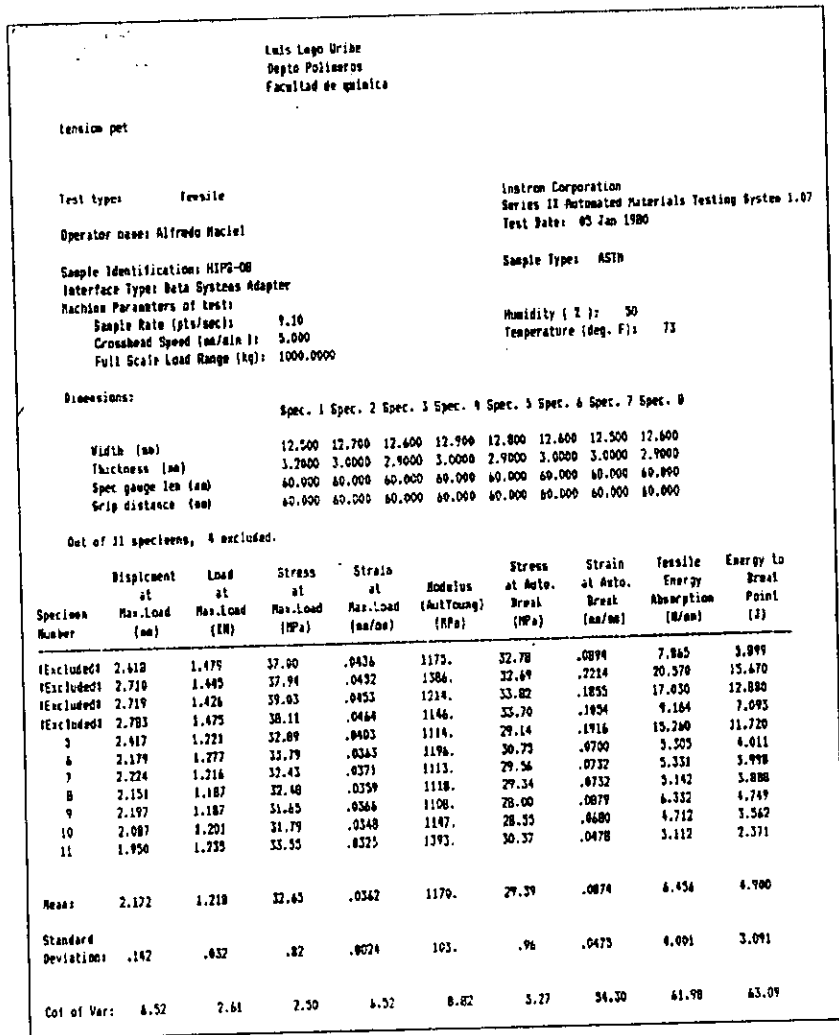 Luis Lego Uribe
Depto Polimeros
Facultad de quimica
tension pet
Test type: Tensile
Instron Corporation
Series IX Automated Materials Testing System 1.07
Operator name: Alfredo Maciel
Test Date: 03 Jan 1980
Sample Identification: HIPS-OB
Sample Type: ASTM
Interface Type: Data Systems Adapter
Machine Parameters of test:
Sample Rate (pts/sec): 9.10
Humidity ( % ): 50
Crosshead Speed (mm/min ): 5.000
Temperature (deg. F): 73
Full Scale Load Range (kg): 1000.0000
Dimensions:
Spec. 1 Spec. 2 Spec. 3 Spec. 4 Spec. 5 Spec. 6 Spec. 7 Spec. 8
Width (mm) 12.500 12.700 12.600 12.900 12.800 12.600 12.500 12.600
Thickness (mm) 3.2000 3.0000 2.9000 3.0000 2.9000 3.0000 3.0000 2.9000
Spec gauge len (mm) 60.000 60.000 60.000 60.000 60.000 60.000 60.000 60.000
Grip distance (mm) 60.000 60.000 60.000 60.000 60.000 60.000 60.000 60.000
Out of 11 specimens, 4 excluded.
Stress Strain Tensile Energy to
Displcment Load Stress Strain Modulus at Auto. at Auto. Energy Break
at at at at
Specimen Max.Load Max.Load Max.Load Max.Load (AutYoung) Break Break Absorption Point
Number (mm) (KN) (MPa) (mm/mm) (MPa) (MPa) (mm/mm) (N/mm) (J)
!Excluded! 2.618 1.479 37.00 .0436 1175. 32.78 .0894 7.865 5.899
!Excluded! 2.710 1.445 37.94 .0452 1386. 32.69 .2214 20.570 15.670
!Excluded! 2.719 1.426 39.03 .0453 1214. 33.82 .1855 17.030 12.880
!Excluded! 2.783 1.475 38.11 .0464 1146. 33.70 .1054 9.164 7.093
5 2.417 1.221 32.89 .0403 1114. 29.14 .1916 15.260 11.720
6 2.179 1.277 33.79 .0363 1196. 30.73 .0700 5.305 4.011
7 2.224 1.216 32.43 .0371 1113. 29.56 .0732 5.331 3.998
8 2.151 1.187 32.48 .0359 1118. 29.34 .0732 5.142 3.888
9 2.197 1.187 31.65 .0366 1108. 28.00 .0879 6.332 4.749
10 2.087 1.201 31.79 .0348 1147. 28.55 .0680 4.712 3.562
11 1.950 1.235 33.55 .0325 1393. 30.37 .0478 3.112 2.371
Mean: 2.172 1.218 32.65 .0362 1170. 29.39 .0874 6.456 4.900
Standard
Deviation: .142 .032 .82 .0024 103. .96 .0475 4.001 3.091
Cof of Var: 6.52 2.61 2.50 6.52 8.82 3.27 54.30 61.98 63.09